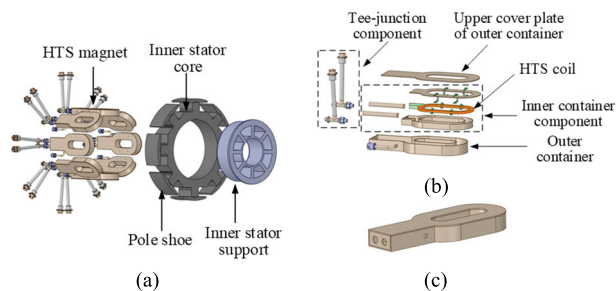 HTS magnet
Inner stator
core
Pole shoe
Inner stator
support
(a)
Tee-junction
component
Upper cover plate
of outer container
HTS coil
Inner container
component
Outer
container
(b)
(c)